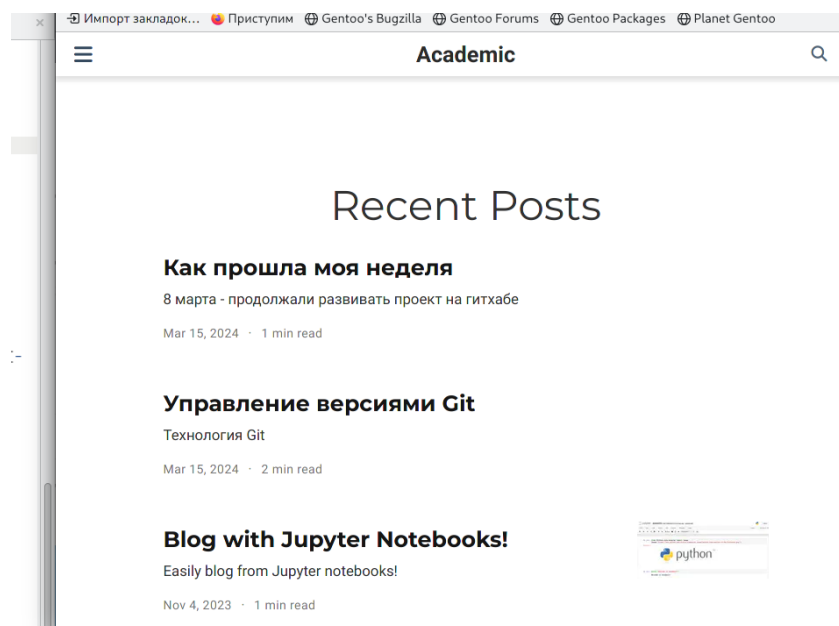 Импорт закладок... Приступим Gentoo's Bugzilla Gentoo Forums Gentoo Packages Planet Gentoo
Academic
Recent Posts
Как прошла моя неделя
8 марта - продолжали развивать проект на гитхабе
Mar 15, 2024 · 1 min read
Управление версиями Git
Технология Git
Mar 15, 2024 · 2 min read
Blog with Jupyter Notebooks!
python
Easily blog from Jupyter notebooks!
Nov 4, 2023 · 1 min read